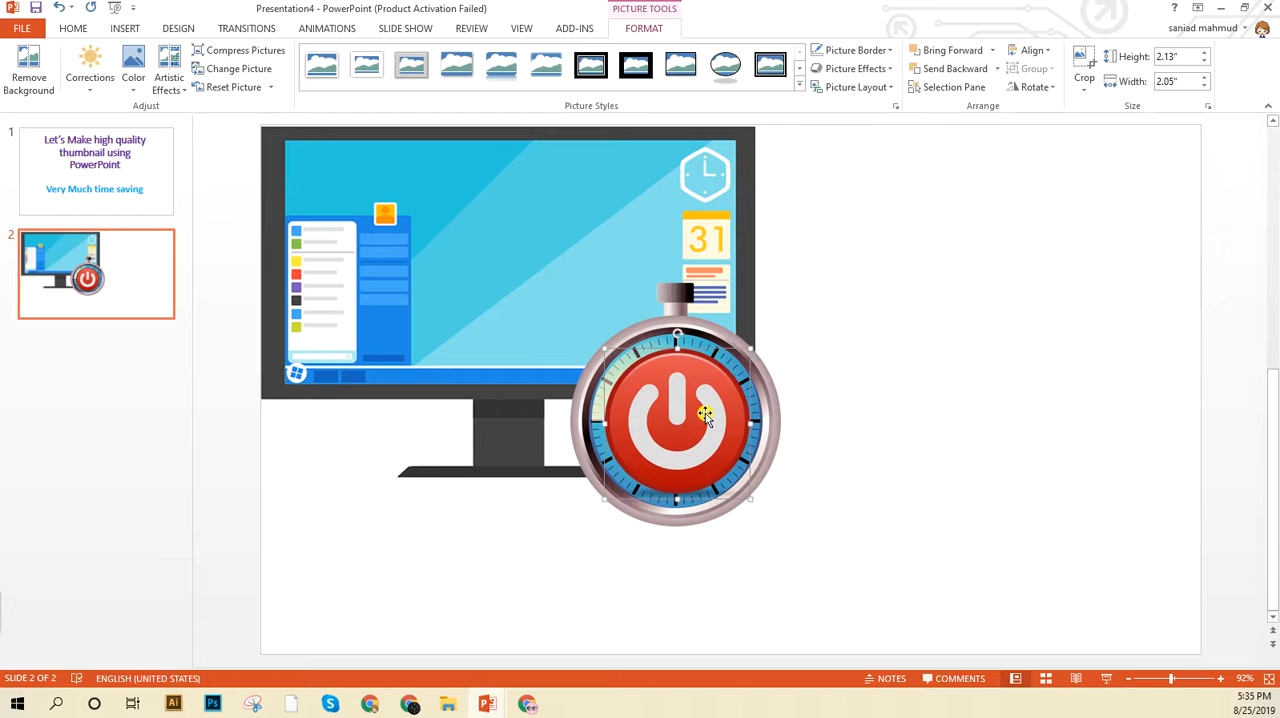 Presentation4 - PowerPoint (Product Activation Failed)
PICTURE TOOLS
FILE HOME INSERT DESIGN TRANSITIONS ANIMATIONS SLIDE SHOW REVIEW VIEW ADD-INS FORMAT
saniad mahmud
Remove Background
Corrections
Color
Artistic Effects
Compress Pictures
Change Picture
Reset Picture
Adjust
Picture Styles
Picture Border
Picture Effects
Picture Layout
Bring Forward
Send Backward
Selection Pane
Align
Group
Rotate
Arrange
Crop
Height: 2.13"
Width: 2.05"
Size
1
Let's Make high quality
thumbnail using
PowerPoint
Very Much time saving
2
31
SLIDE 2 OF 2
ENGLISH (UNITED STATES)
NOTES
COMMENTS
92%
Ai
Ps
5:35 PM
8/25/2019